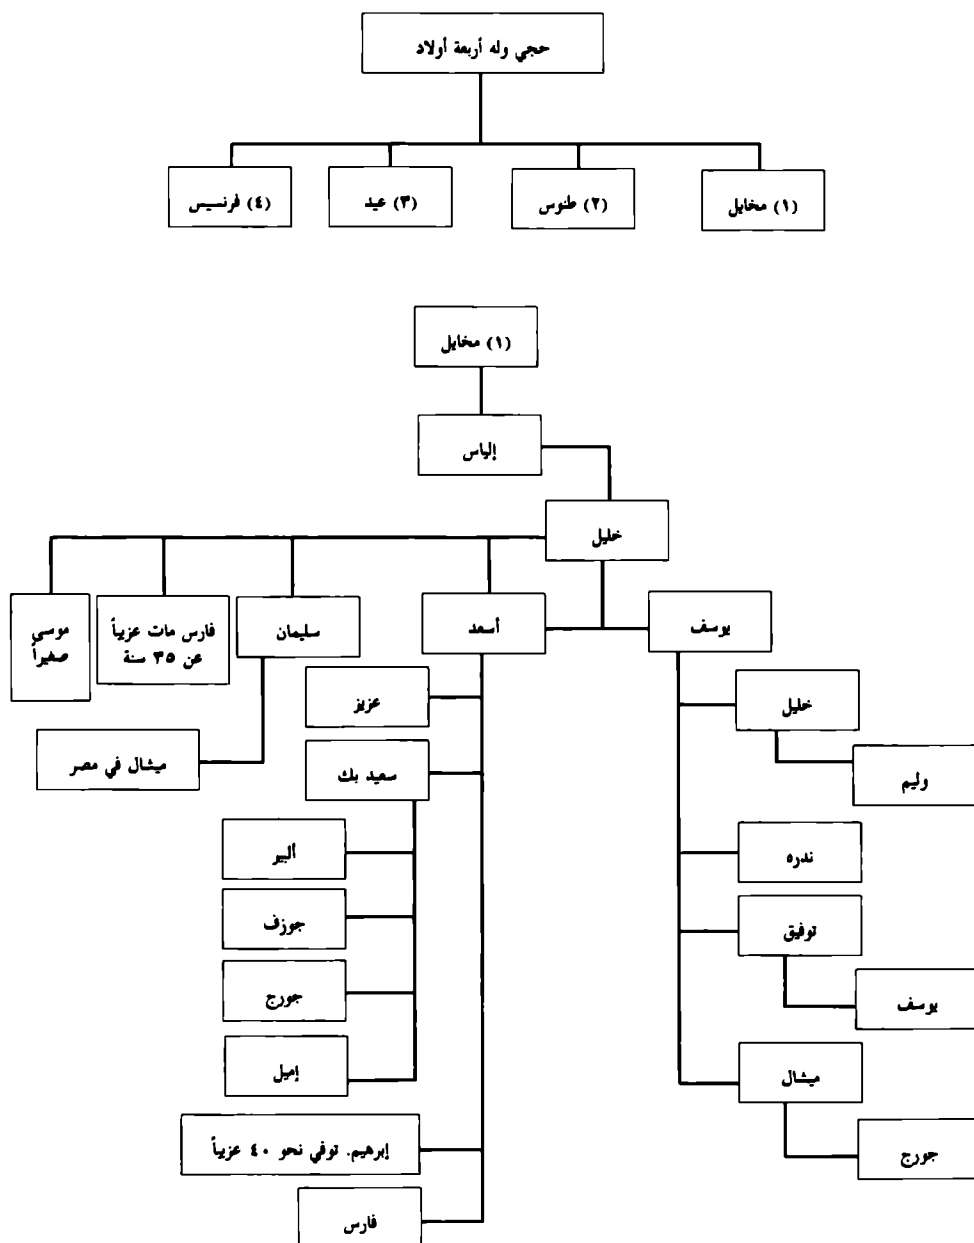 حجي وله أربعة أولاد
(١) مخايل
(٢) طنوس
(٣) عيد
(٤) فرنسيس
(١) مخايل
إلياس
خليل
يوسف
أسعد
سليمان
فارس مات عزيباً
عن ٣٥ سنة
موسى
صغيراً
خليل
وليم
ندره
توفيق
يوسف
ميشال
جورج
عزيز
سعيد بك
ألبير
جوزف
جورج
إميل
إبرهيم. توفي نحو ٤٠ عزيباً
فارس
ميشال في مصر